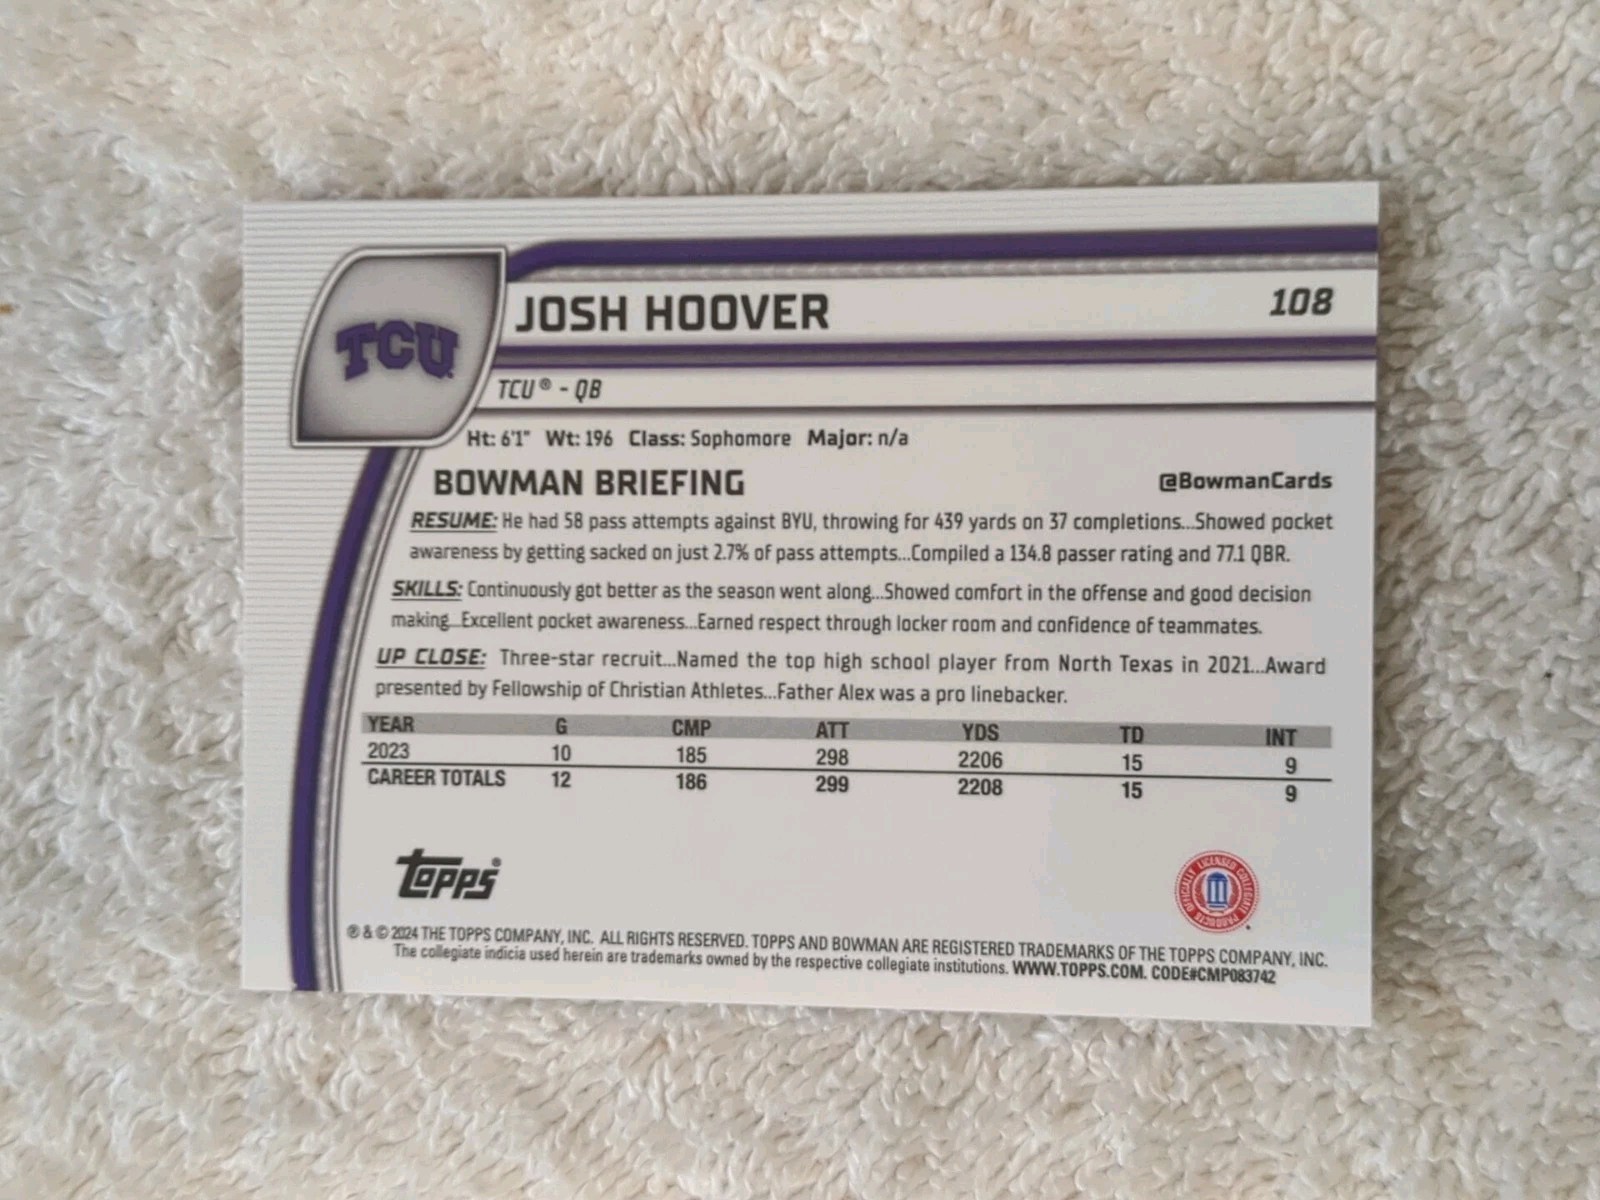 TCU
JOSH HOOVER
108
TCU® - QB
Ht: 6'1" Wt: 196 Class: Sophomore Major: n/a
BOWMAN BRIEFING
@BowmanCards
RESUME: He had 58 pass attempts against BYU, throwing for 439 yards on 37 completions...Showed pocket
awareness by getting sacked on just 2.7% of pass attempts...Compiled a 134.8 passer rating and 77.1 QBR.
SKILLS: Continuously got better as the season went along...Showed comfort in the offense and good decision
making...Excellent pocket awareness...Earned respect through locker room and confidence of teammates.
UP CLOSE: Three-star recruit...Named the top high school player from North Texas in 2021...Award
presented by Fellowship of Christian Athletes...Father Alex was a pro linebacker.
YEAR G CMP ATT YDS TD INT
2023 10 185 298 2206 15 9
CAREER TOTALS 12 186 299 2208 15 9
Topps®
OFFICIALLY LICENSED COLLEGIATE PRODUCTS
® & © 2024 THE TOPPS COMPANY, INC. ALL RIGHTS RESERVED. TOPPS AND BOWMAN ARE REGISTERED TRADEMARKS OF THE TOPPS COMPANY, INC.
The collegiate indicia used herein are trademarks owned by the respective collegiate institutions. WWW.TOPPS.COM. CODE#CMP083742